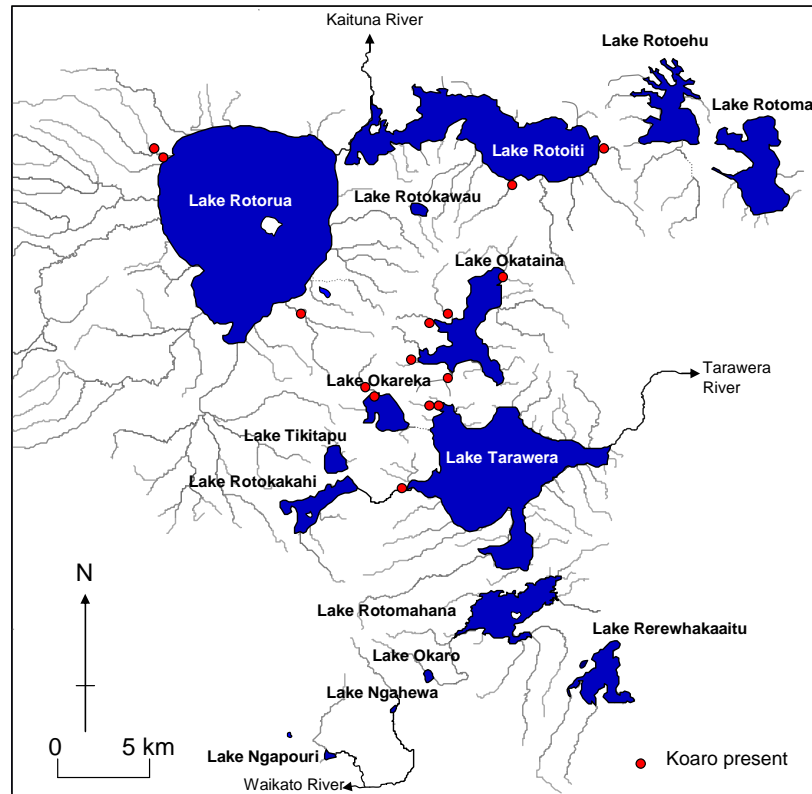 Kaituna River
Lake Rotoehu
Lake Rotoma
Lake Rotoiti
Lake Rotorua
Lake Rotokawau
Lake Okataina
Tarawera
River
Lake Okareka
Lake Tikitapu
Lake Tarawera
Lake Rotokakahi
N
Lake Rotomahana
Lake Rerewhakaaitu
Lake Okaro
Lake Ngahewa
0 5 km
Lake Ngapouri
Koaro present
Waikato River